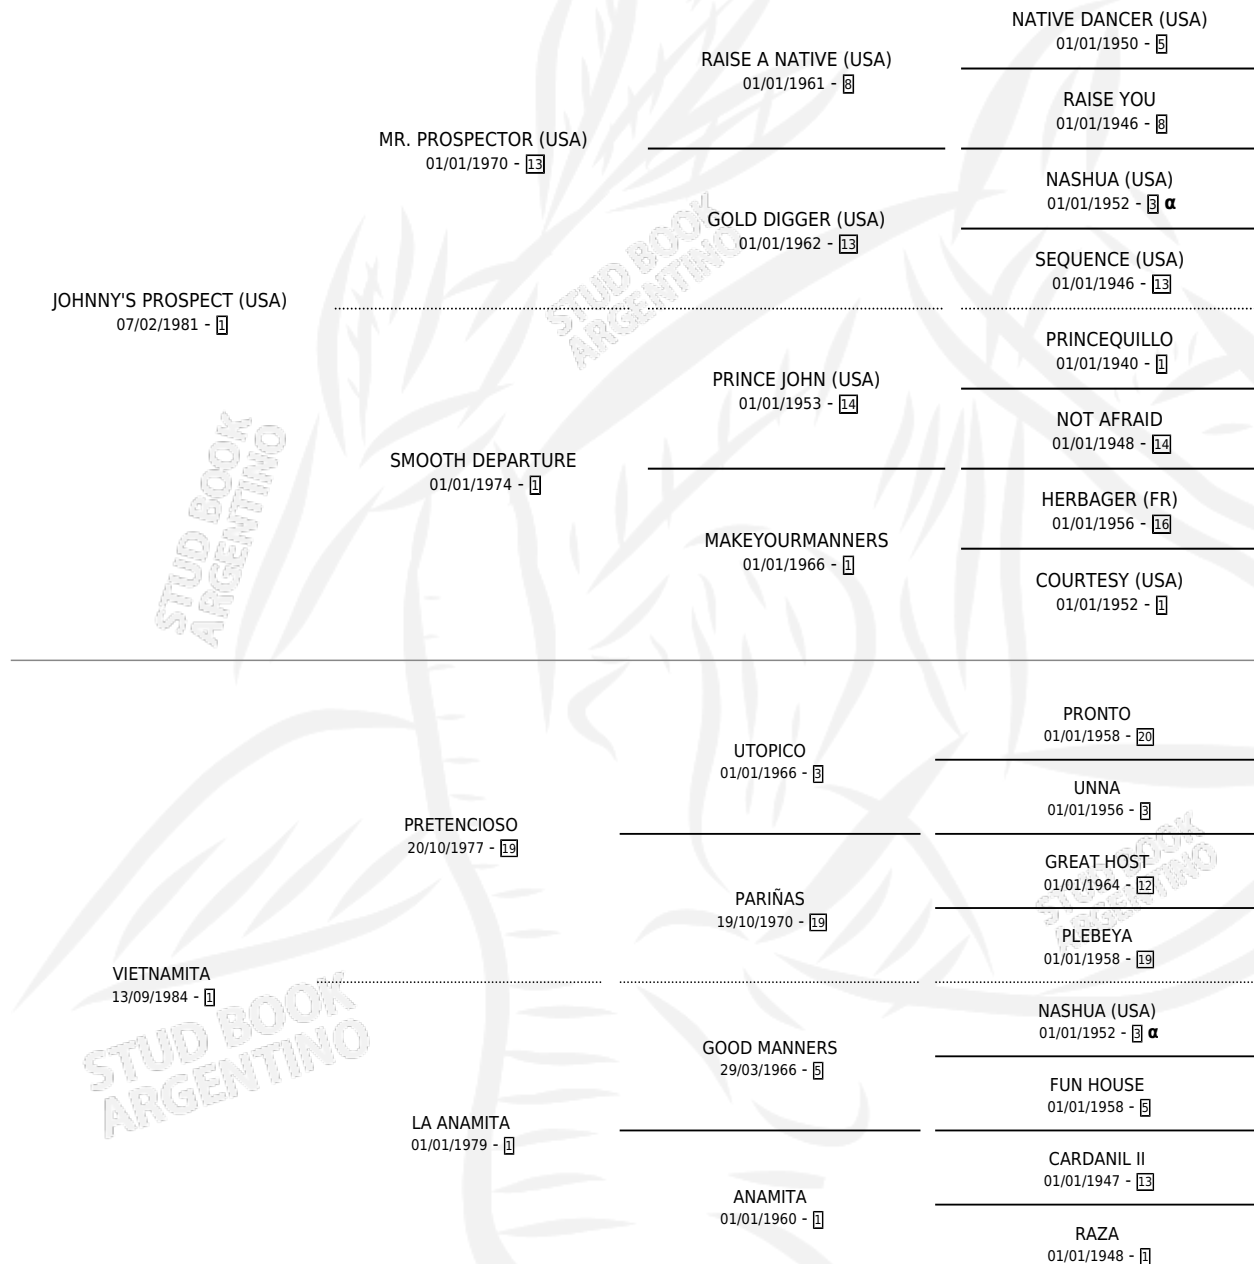 NATIVE DANCER (USA)
01/01/1950 - 5
RAISE A NATIVE (USA)
01/01/1961 - 8
RAISE YOU
01/01/1946 - 8
MR. PROSPECTOR (USA)
01/01/1970 - 13
NASHUA (USA)
01/01/1952 - 3 α
GOLD DIGGER (USA)
01/01/1962 - 13
SEQUENCE (USA)
01/01/1946 - 13
JOHNNY'S PROSPECT (USA)
07/02/1981 - 1
STUD BOOK
ARGENTINO
PRINCEQUILLO
01/01/1940 - 1
PRINCE JOHN (USA)
01/01/1953 - 14
NOT AFRAID
01/01/1948 - 14
SMOOTH DEPARTURE
01/01/1974 - 1
HERBAGER (FR)
01/01/1956 - 16
MAKEYOURMANNERS
01/01/1966 - 1
COURTESY (USA)
01/01/1952 - 1
STUD BOOK
ARGENTINO
PRONTO
01/01/1958 - 20
UTOPICO
01/01/1966 - 3
UNNA
01/01/1956 - 3
PRETENCIOSO
20/10/1977 - 19
GREAT HOST
01/01/1964 - 12
STUD BOOK
ARGENTINO
PARIÑAS
19/10/1970 - 19
PLEBEYA
01/01/1958 - 19
VIETNAMITA
13/09/1984 - 1
STUD BOOK
ARGENTINO
NASHUA (USA)
01/01/1952 - 3 α
GOOD MANNERS
29/03/1966 - 5
FUN HOUSE
01/01/1958 - 5
LA ANAMITA
01/01/1979 - 1
CARDANIL II
01/01/1947 - 13
ANAMITA
01/01/1960 - 1
RAZA
01/01/1948 - 1